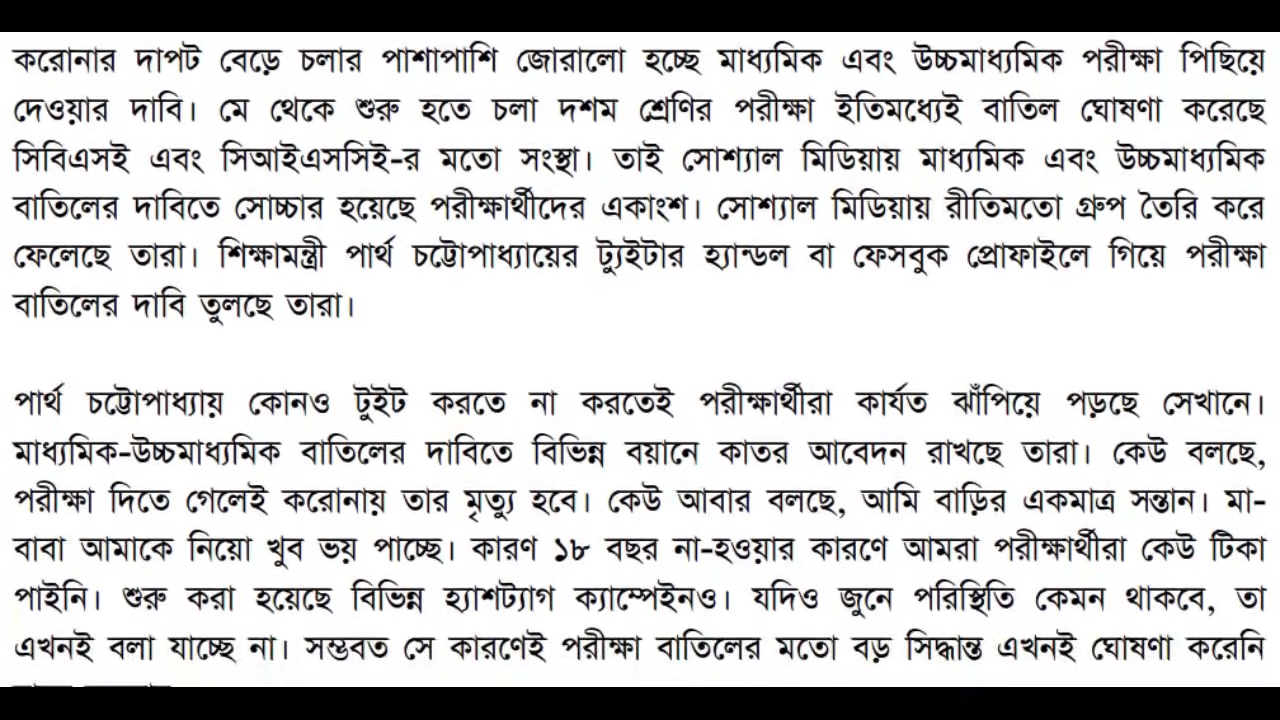 করোনার দাপট বেড়ে চলার পাশাপাশি জোরালো হচ্ছে মাধ্যমিক এবং উচ্চমাধ্যমিক পরীক্ষা পিছিয়ে
দেওয়ার দাবি। মে থেকে শুরু হতে চলা দশম শ্রেণির পরীক্ষা ইতিমধ্যেই বাতিল ঘোষণা করেছে
সিবিএসই এবং সিআইএসসিই-র মতো সংস্থা। তাই সোশ্যাল মিডিয়ায় মাধ্যমিক এবং উচ্চমাধ্যমিক
বাতিলের দাবিতে সোচ্চার হয়েছে পরীক্ষার্থীদের একাংশ। সোশ্যাল মিডিয়ায় রীতিমতো গ্রুপ তৈরি করে
ফেলেছে তারা। শিক্ষামন্ত্রী পার্থ চট্টোপাধ্যায়ের ট্যুইটার হ্যান্ডল বা ফেসবুক প্রোফাইলে গিয়ে পরীক্ষা
বাতিলের দাবি তুলছে তারা।
পার্থ চট্টোপাধ্যায় কোনও টুইট করতে না করতেই পরীক্ষার্থীরা কার্যত ঝাঁপিয়ে পড়ছে সেখানে।
মাধ্যমিক-উচ্চমাধ্যমিক বাতিলের দাবিতে বিভিন্ন বয়ানে কাতর আবেদন রাখছে তারা। কেউ বলছে,
পরীক্ষা দিতে গেলেই করোনায় তার মৃত্যু হবে। কেউ আবার বলছে, আমি বাড়ির একমাত্র সন্তান। মা-
বাবা আমাকে নিয়ো খুব ভয় পাচ্ছে। কারণ ১৮ বছর না-হওয়ার কারণে আমরা পরীক্ষার্থীরা কেউ টিকা
পাইনি। শুরু করা হয়েছে বিভিন্ন হ্যাশট্যাগ ক্যাম্পেইনও। যদিও জুনে পরিস্থিতি কেমন থাকবে, তা
এখনই বলা যাচ্ছে না। সম্ভবত সে কারণেই পরীক্ষা বাতিলের মতো বড় সিদ্ধান্ত এখনই ঘোষণা করেনি